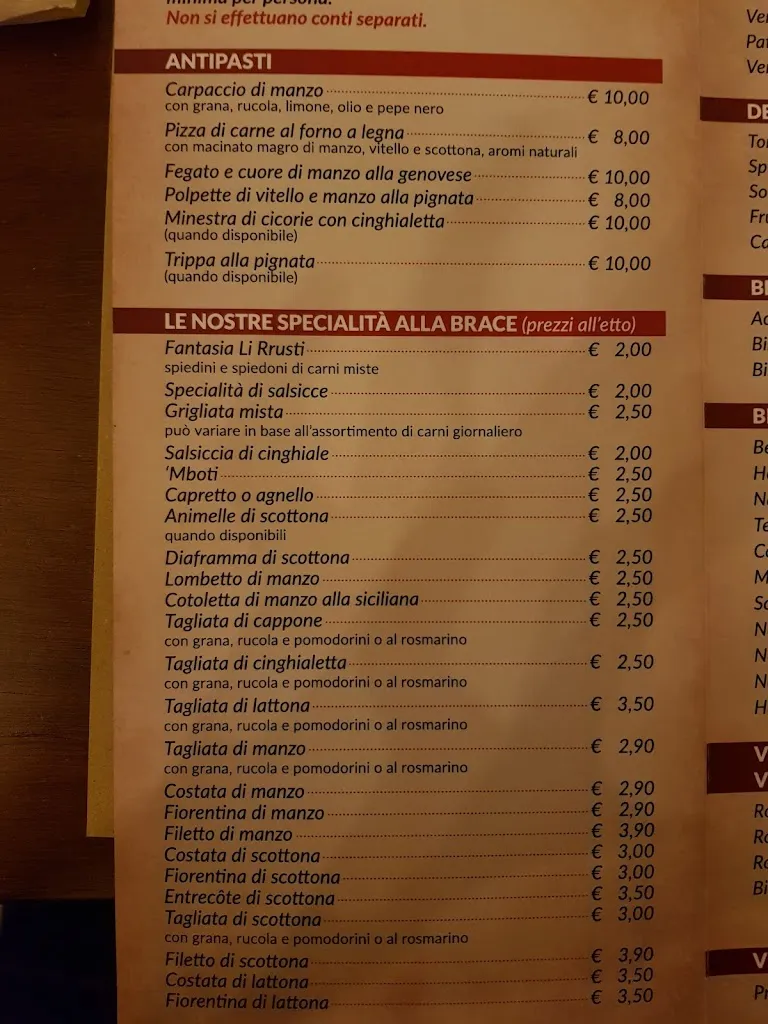 minima per persona.
Non si effettuano conti separati.
ANTIPASTI
Carpaccio di manzo € 10,00
con grana, rucola, limone, olio e pepe nero
Pizza di carne al forno a legna € 8,00
con macinato magro di manzo, vitello e scottona, aromi naturali
Fegato e cuore di manzo alla genovese € 10,00
Polpette di vitello e manzo alla pignata € 8,00
Minestra di cicorie con cinghialetta € 10,00
(quando disponibile)
Trippa alla pignata € 10,00
(quando disponibile)
LE NOSTRE SPECIALITÀ ALLA BRACE (prezzi all'etto)
Fantasia Li Rrusti € 2,00
spiedini e spiedoni di carni miste
Specialità di salsicce € 2,00
Grigliata mista € 2,50
può variare in base all'assortimento di carni giornaliero
Salsiccia di cinghiale € 2,00
'Mboti € 2,50
Capretto o agnello € 2,50
Animelle di scottona € 2,50
quando disponibili
Diaframma di scottona € 2,50
Lombetto di manzo € 2,50
Cotoletta di manzo alla siciliana € 2,50
Tagliata di cappone € 2,50
con grana, rucola e pomodorini o al rosmarino
Tagliata di cinghialetta € 2,50
con grana, rucola e pomodorini o al rosmarino
Tagliata di lattona € 3,50
con grana, rucola e pomodorini o al rosmarino
Tagliata di manzo € 2,90
con grana, rucola e pomodorini o al rosmarino
Costata di manzo € 2,90
Fiorentina di manzo € 2,90
Filetto di manzo € 3,90
Costata di scottona € 3,00
Fiorentina di scottona € 3,00
Entrecôte di scottona € 3,50
Tagliata di scottona € 3,00
con grana, rucola e pomodorini o al rosmarino
Filetto di scottona € 3,90
Costata di lattona € 3,50
Fiorentina di lattona € 3,50